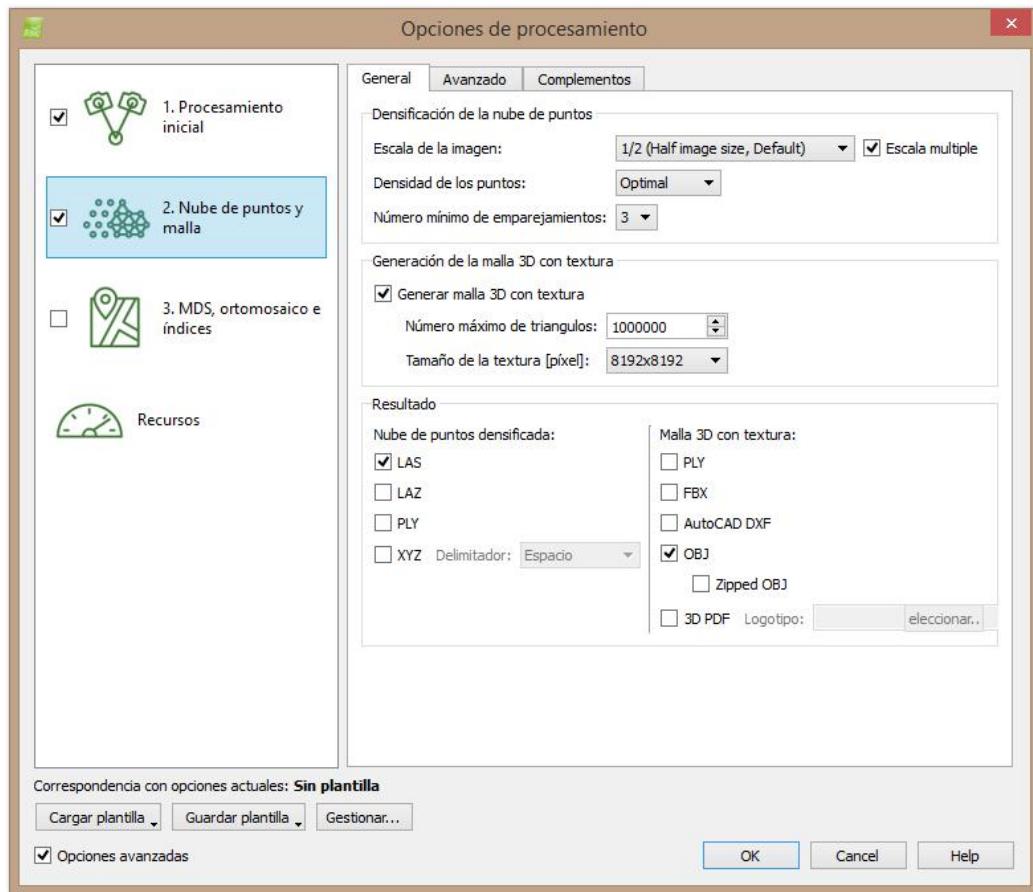 Opciones de procesamiento
1. Procesamiento
inicial
2. Nube de puntos y
malla
3. MDS, ortomosaico e
índices
Recursos
General Avanzado Complementos
Densificación de la nube de puntos
Escala de la imagen: 1/2 (Half image size, Default) Escala multiple
Densidad de los puntos: Optimal
Número mínimo de emparejamientos: 3
Generación de la malla 3D con textura
Generar malla 3D con textura
Número máximo de triangulos: 1000000
Tamaño de la textura [píxel]: 8192x8192
Resultado
Nube de puntos densificada:
LAS
LAZ
PLY
XYZ Delimitador: Espacio
Malla 3D con textura:
PLY
FBX
AutoCAD DXF
OBJ
Zipped OBJ
3D PDF Logotipo: eleccionar..
Correspondencia con opciones actuales: Sin plantilla
Cargar plantilla Guardar plantilla Gestionar...
Opciones avanzadas OK Cancel Help